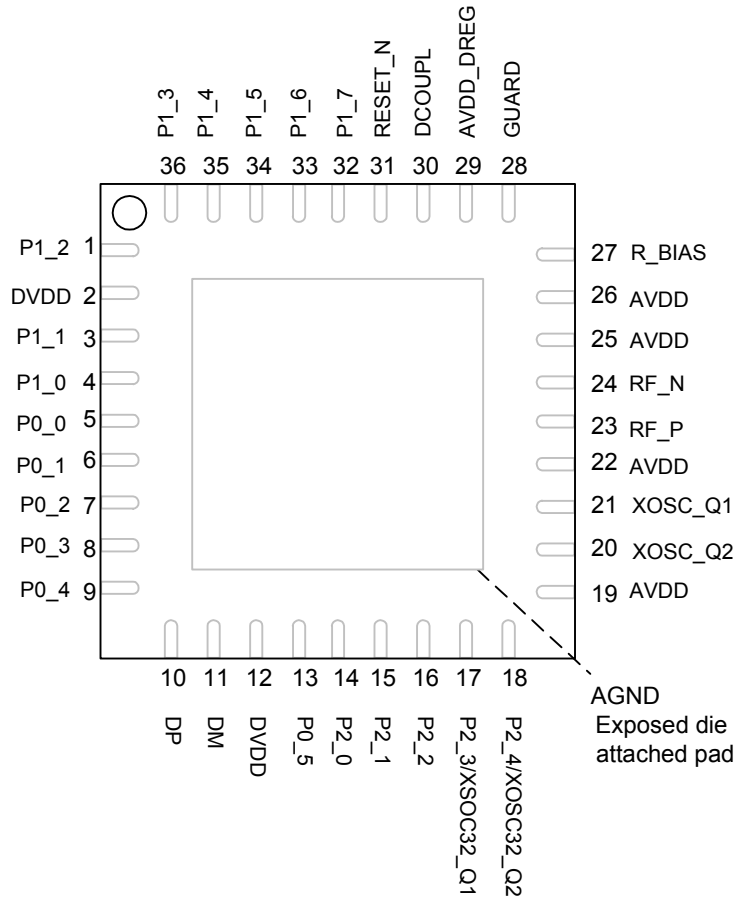 P1_3
P1_4
P1_5
P1_6
P1_7
RESET_N
DCOUPL
AVDD_DREG
GUARD
36 35 34 33 32 31 30 29 28
P1_2 1
DVDD 2
P1_1 3
P1_0 4
P0_0 5
P0_1 6
P0_2 7
P0_3 8
P0_4 9
27 R_BIAS
26 AVDD
25 AVDD
24 RF_N
23 RF_P
22 AVDD
21 XOSC_Q1
20 XOSC_Q2
19 AVDD
10 11 12 13 14 15 16 17 18
DP
DM
DVDD
P0_5
P2_0
P2_1
P2_2
P2_3/XSOC32_Q1
P2_4/XOSC32_Q2
AGND
Exposed die
attached pad